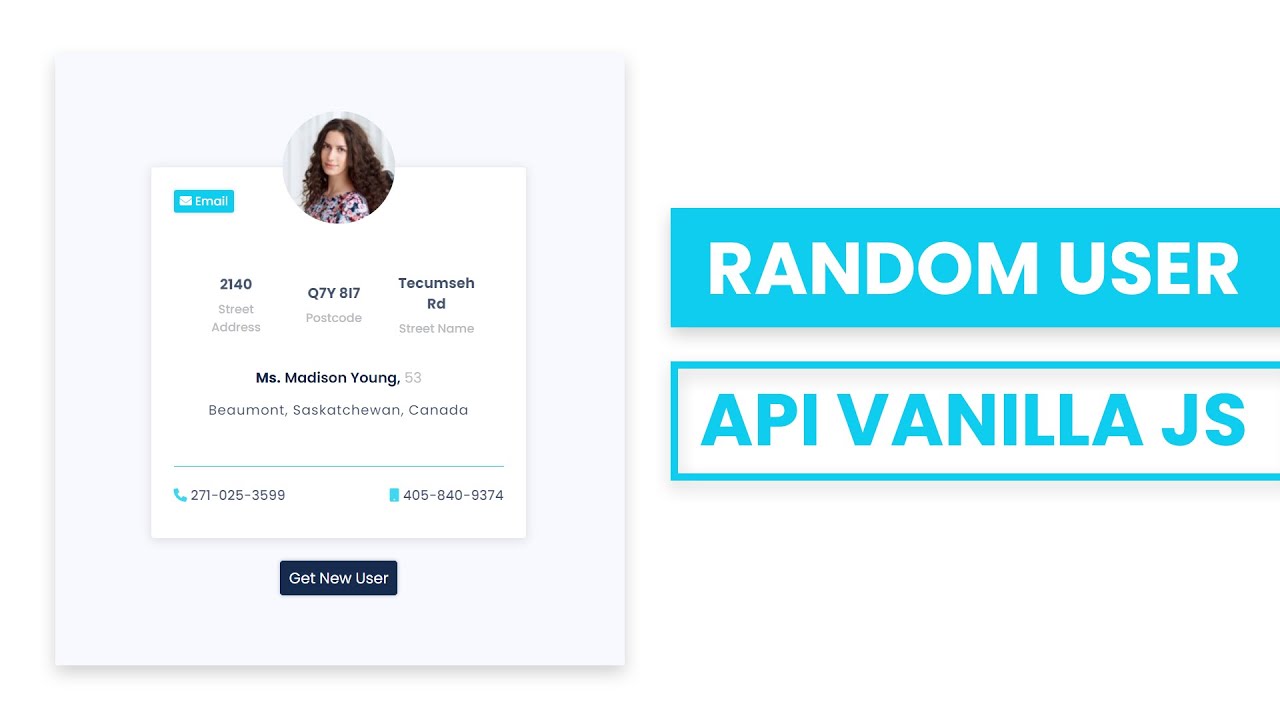 Email
2140
Street
Address
Q7Y 8I7
Postcode
Tecumseh
Rd
Street Name
Ms. Madison Young, 53
Beaumont, Saskatchewan, Canada
271-025-3599
405-840-9374
Get New User
RANDOM USER
API VANILLA JS